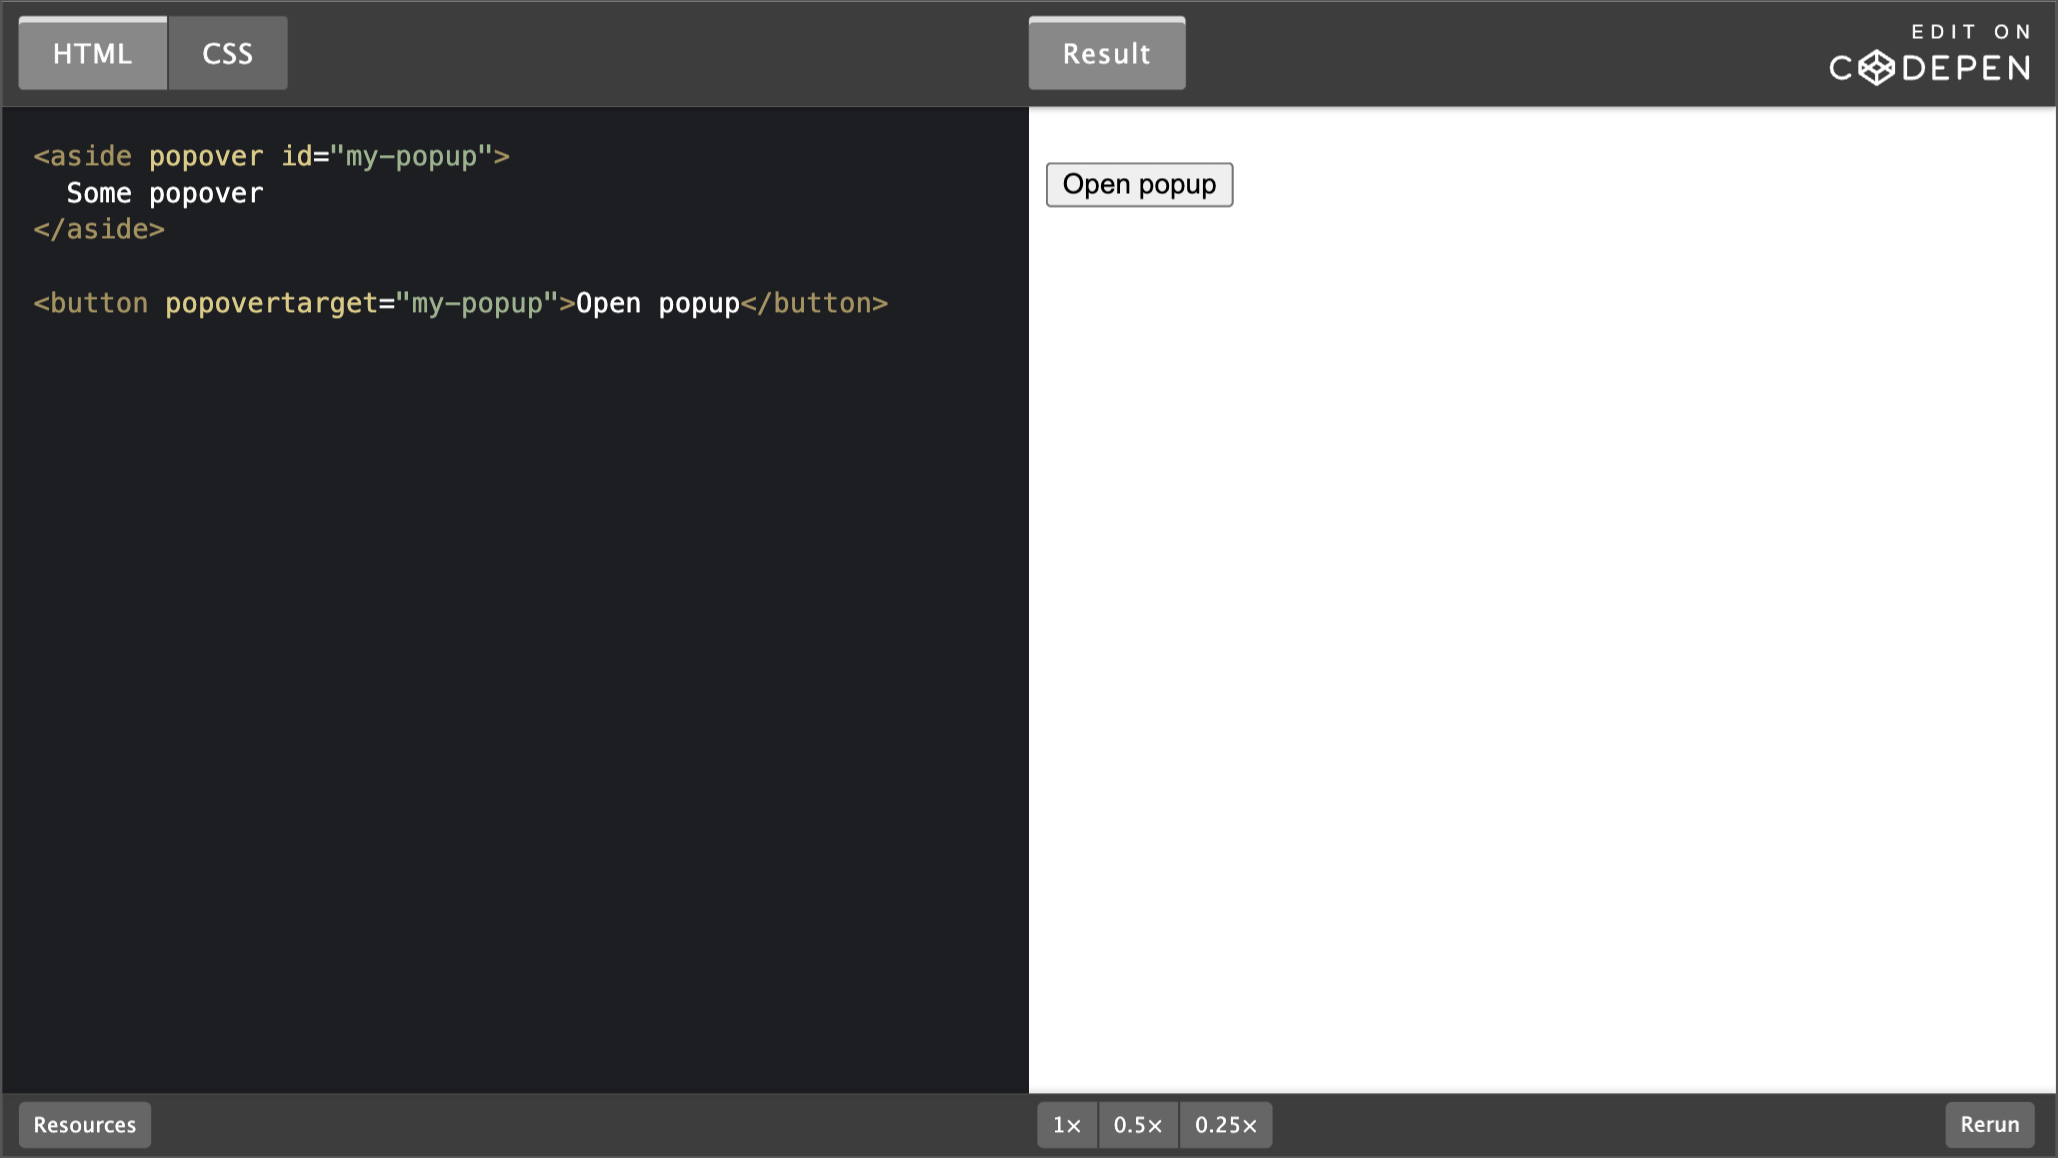 HTML CSS Result EDIT ON
CODEPEN
<aside popover id="my-popup">
  Some popover
</aside>
<button popovertarget="my-popup">Open popup</button>
Open popup
Resources 1× 0.5× 0.25× Rerun